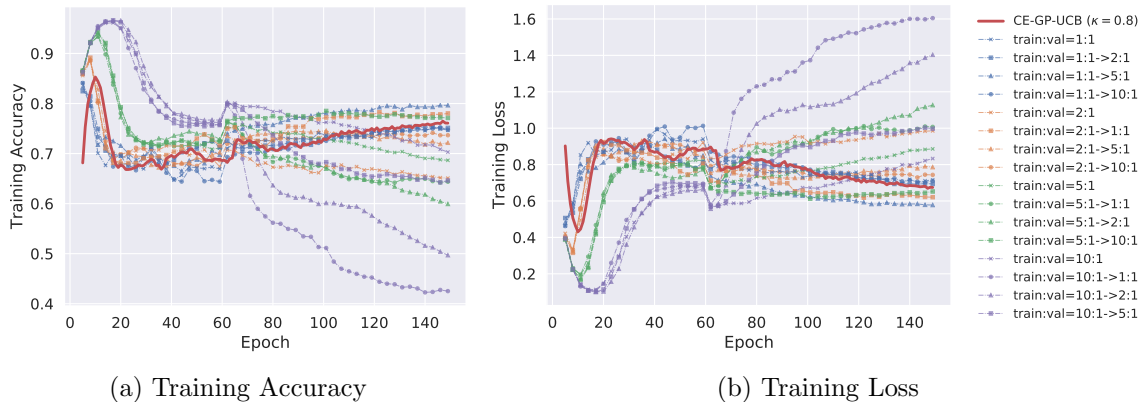 0.9
0.8
0.7
0.6
0.5
0.4
Training Accuracy
0 20 40 60 80 100 120 140
Epoch
(a) Training Accuracy
1.6
1.4
1.2
1.0
0.8
0.6
0.4
0.2
Training Loss
0 20 40 60 80 100 120 140
Epoch
(b) Training Loss
CE-GP-UCB (κ = 0.8)
train:val=1:1
train:val=1:1->2:1
train:val=1:1->5:1
train:val=1:1->10:1
train:val=2:1
train:val=2:1->1:1
train:val=2:1->5:1
train:val=2:1->10:1
train:val=5:1
train:val=5:1->1:1
train:val=5:1->2:1
train:val=5:1->10:1
train:val=10:1
train:val=10:1->1:1
train:val=10:1->2:1
train:val=10:1->5:1